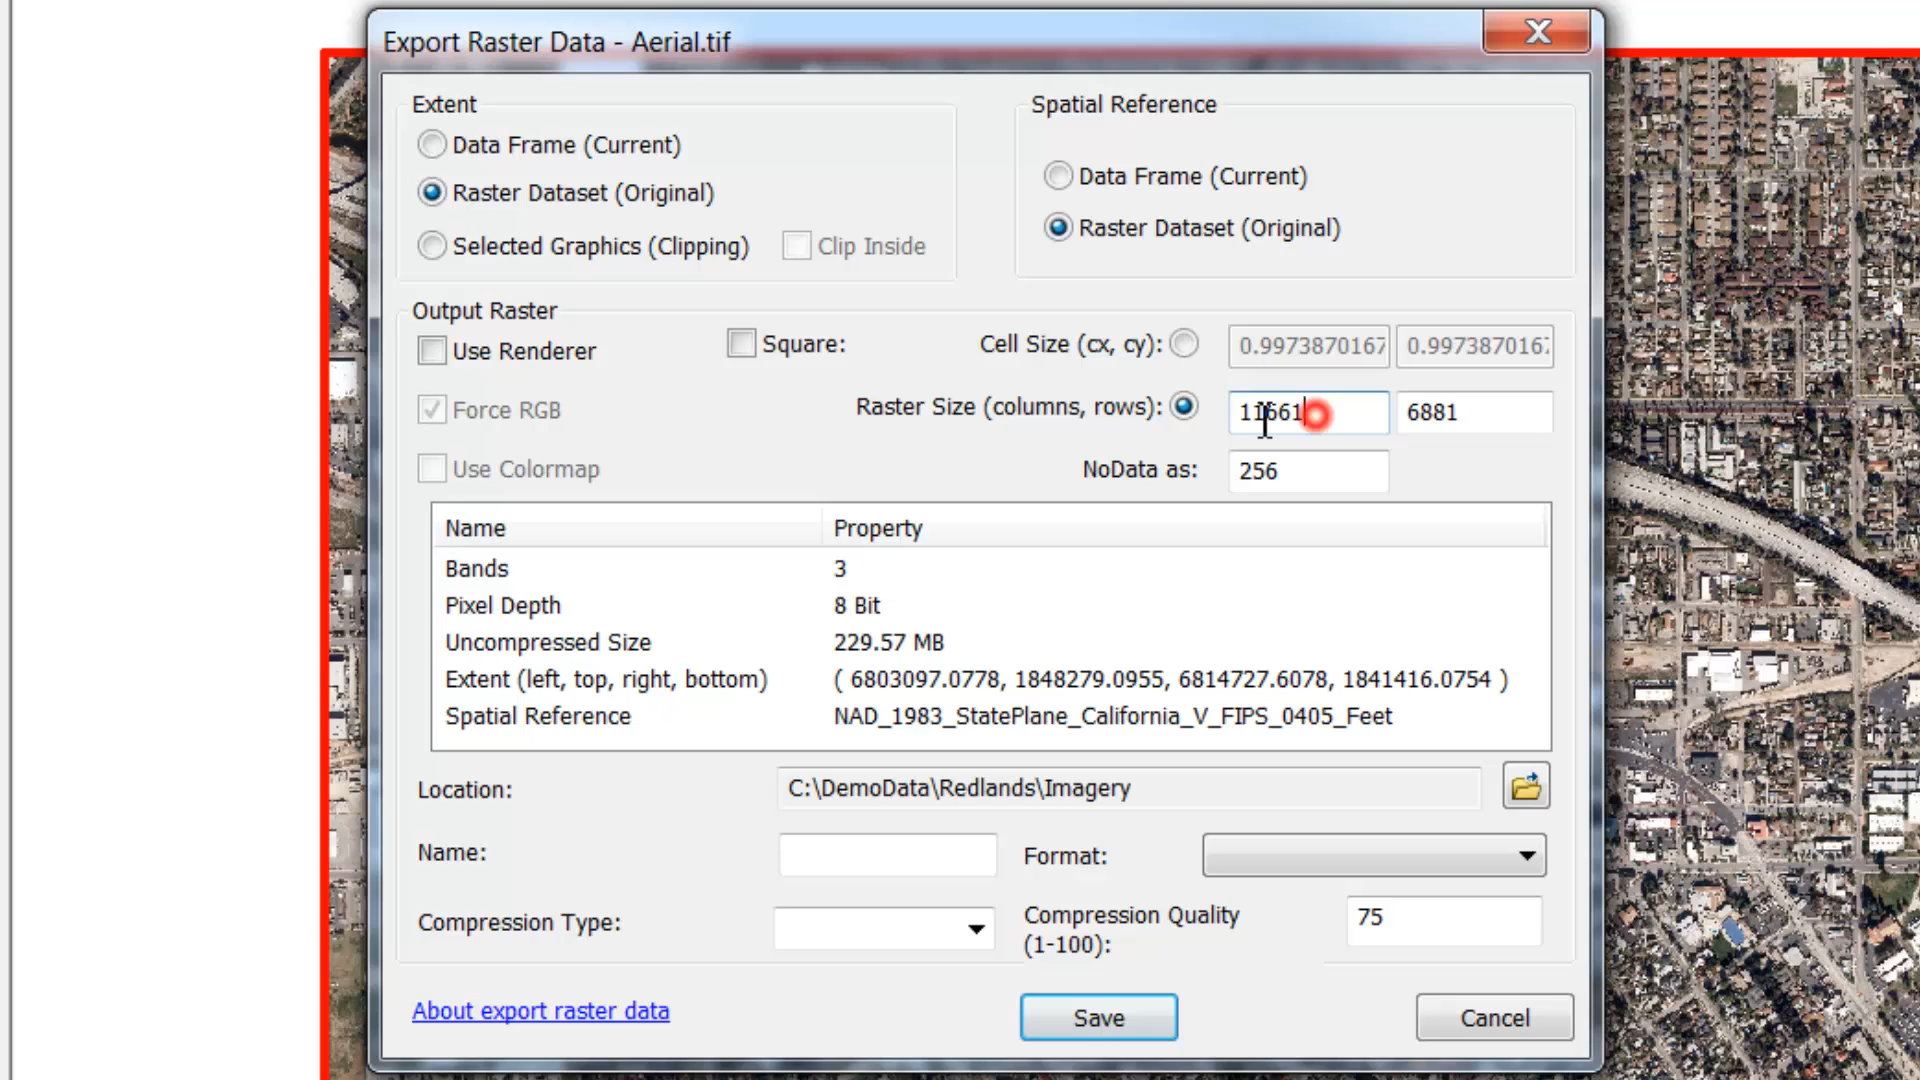 Export Raster Data - Aerial.tif
Extent
Data Frame (Current)
Raster Dataset (Original)
Selected Graphics (Clipping)
Clip Inside
Spatial Reference
Data Frame (Current)
Raster Dataset (Original)
Output Raster
Use Renderer
Square:
Cell Size (cx, cy):
0.9973870167
0.997387016
Force RGB
Raster Size (columns, rows):
11661
6881
Use Colormap
NoData as:
256
Name Property
Bands 3
Pixel Depth 8 Bit
Uncompressed Size 229.57 MB
Extent (left, top, right, bottom) ( 6803097.0778, 1848279.0955, 6814727.6078, 1841416.0754 )
Spatial Reference NAD_1983_StatePlane_California_V_FIPS_0405_Feet
Location: C:\DemoData\Redlands\Imagery
Name:
Format:
Compression Type:
Compression Quality
(1-100):
75
About export raster data
Save
Cancel